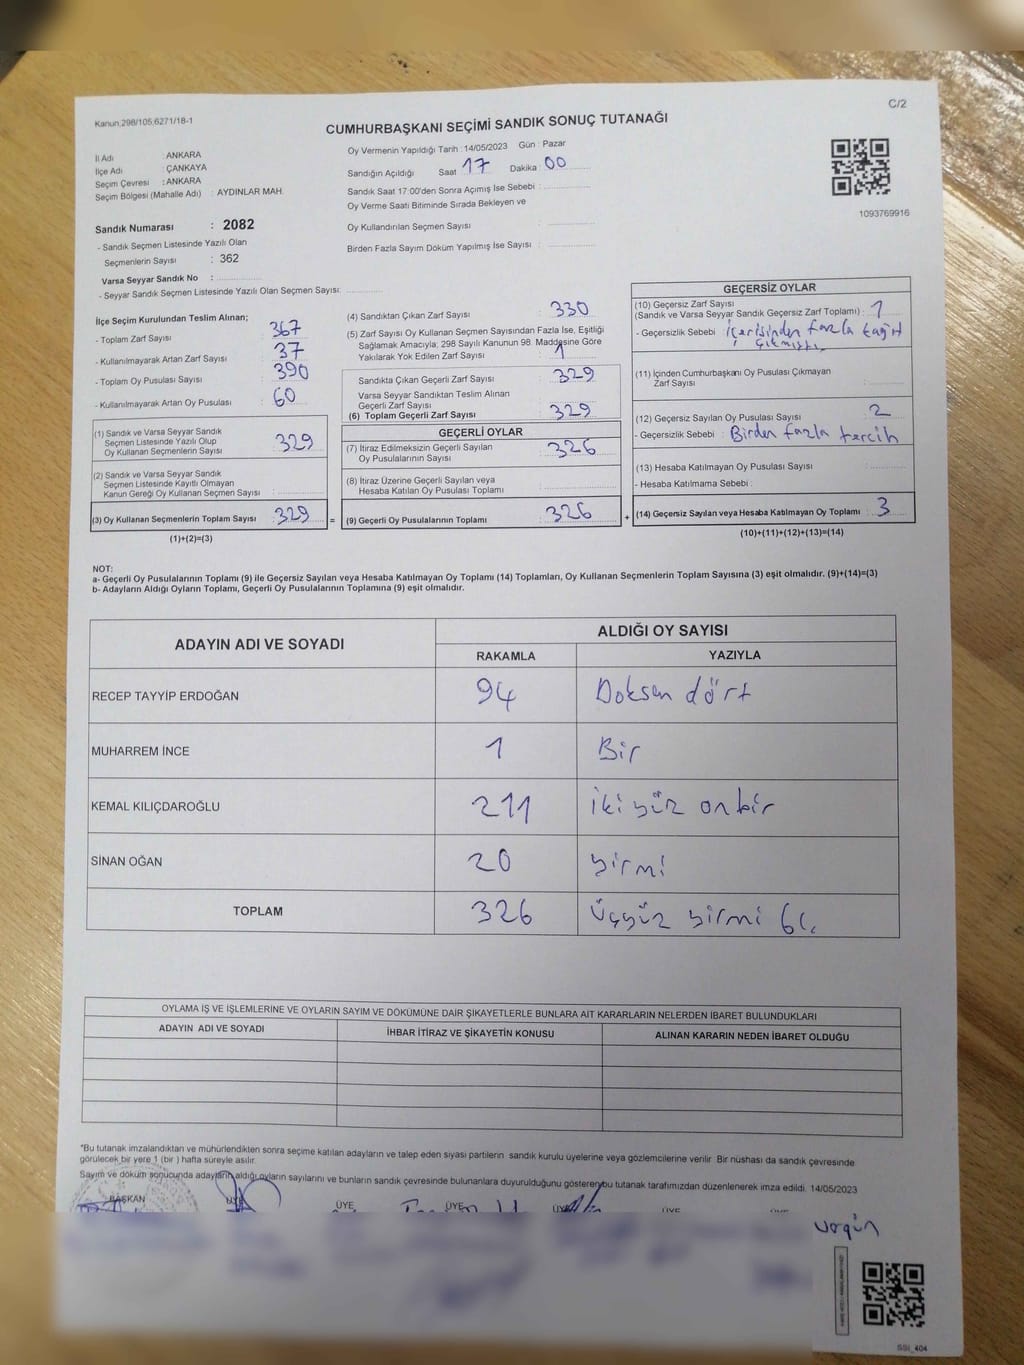 C/2
Kanun,298/105,6271/18-1
CUMHURBAŞKANI SEÇİMİ SANDIK SONUÇ TUTANAĞI
İl Adı : ANKARA
İlçe Adı : ÇANKAYA
Seçim Çevresi : ANKARA
Seçim Bölgesi (Mahalle Adı) : AYDINLAR MAH.
Oy Vermenin Yapıldığı Tarih : 14/05/2023 Gün : Pazar
Sandığın Açıldığı Saat 17 Dakika : 00
Sandık Saat 17:00'den Sonra Açımış İse Sebebi :
Oy Verme Saati Bitiminde Sırada Bekleyen ve
Oy Kullandırılan Seçmen Sayısı :
Birden Fazla Sayım Döküm Yapılmış İse Sayısı :
1093769916
Sandık Numarası : 2082
- Sandık Seçmen Listesinde Yazılı Olan
Seçmenlerin Sayısı : 362
Varsa Seyyar Sandık No :
- Seyyar Sandık Seçmen Listesinde Yazılı Olan Seçmen Sayısı:
İlçe Seçim Kurulundan Teslim Alınan;
- Toplam Zarf Sayısı : 367
- Kullanılmayarak Artan Zarf Sayısı : 37
- Toplam Oy Pusulası Sayısı : 390
- Kullanılmayarak Artan Oy Pusulası : 60
(1) Sandık ve Varsa Seyyar Sandık
Seçmen Listesinde Yazılı Olup
Oy Kullanan Seçmenlerin Sayısı : 329
(2) Sandık ve Varsa Seyyar Sandık
Seçmen Listesinde Kayıtlı Olmayan
Kanun Gereği Oy Kullanan Seçmen Sayısı :
(3) Oy Kullanan Seçmenlerin Toplam Sayısı : 329 =
(1)+(2)=(3)
(4) Sandıktan Çıkan Zarf Sayısı : 330
(5) Zarf Sayısı Oy Kullanan Seçmen Sayısından Fazla İse, Eşitliği
Sağlamak Amacıyla; 298 Sayılı Kanunun 98. Maddesine Göre
Yakılarak Yok Edilen Zarf Sayısı : 1
Sandıkta Çıkan Geçerli Zarf Sayısı : 329
Varsa Seyyar Sandıktan Teslim Alınan
Geçerli Zarf Sayısı :
(6) Toplam Geçerli Zarf Sayısı : 329
GEÇERLİ OYLAR
(7) İtiraz Edilmeksizin Geçerli Sayılan
Oy Pusulalarının Sayısı : 326
(8) İtiraz Üzerine Geçerli Sayılan veya
Hesaba Katılan Oy Pusulası Toplamı :
(9) Geçerli Oy Pusulalarının Toplamı : 326 +
GEÇERSİZ OYLAR
(10) Geçersiz Zarf Sayısı
(Sandık ve Varsa Seyyar Sandık Geçersiz Zarf Toplamı) : 1
- Geçersizlik Sebebi : İçerisinden fazla kağıt
çıkmıştı.
(11) İçinden Cumhurbaşkanı Oy Pusulası Çıkmayan
Zarf Sayısı :
(12) Geçersiz Sayılan Oy Pusulası Sayısı : 2
- Geçersizlik Sebebi : Birden fazla tercih
(13) Hesaba Katılmayan Oy Pusulası Sayısı :
- Hesaba Katılmama Sebebi :
(14) Geçersiz Sayılan veya Hesaba Katılmayan Oy Toplamı : 3
(10)+(11)+(12)+(13)=(14)
NOT:
a- Geçerli Oy Pusulalarının Toplamı (9) ile Geçersiz Sayılan veya Hesaba Katılmayan Oy Toplamı (14) Toplamları, Oy Kullanan Seçmenlerin Toplam Sayısına (3) eşit olmalıdır. (9)+(14)=(3)
b- Adayların Aldığı Oyların Toplamı, Geçerli Oy Pusulalarının Toplamına (9) eşit olmalıdır.
ADAYIN ADI VE SOYADI ALDIĞI OY SAYISI
RAKAMLA YAZIYLA
RECEP TAYYİP ERDOĞAN 94 Doksan dört
MUHARREM İNCE 1 Bir
KEMAL KILIÇDAROĞLU 211 iki yüz on bir
SİNAN OĞAN 20 yirmi
TOPLAM 326 üçyüz yirmi
OYLAMA İŞ VE İŞLEMLERİNE VE OYLARIN SAYIM VE DÖKÜMÜNE DAİR ŞİKAYETLERLE BUNLARA AİT KARARLARIN NELERDEN İBARET BULUNDUKLARI
ADAYIN ADI VE SOYADI İHBAR İTİRAZ VE ŞİKAYETİN KONUSU ALINAN KARARIN NEDEN İBARET OLDUĞU
*Bu tutanak imzalandıktan ve mühürlendikten sonra seçime katılan adayların ve talep eden siyasi partilerin sandık kurulu üyelerine veya gözlemcilerine verilir. Bir nüshası da sandık çevresinde
görülecek bir yere 1 (bir ) hafta süreyle asılır.
Sayım ve döküm sonucunda adayların aldığı oyların sayılarını ve bunların sandık çevresinde bulunanlara duyurulduğunu gösteren bu tutanak tarafımızdan düzenlenerek imza edildi. 14/05/2023
BAŞKAN ÜYE ÜYE ÜYE ÜYE ÜYE
SSI_404